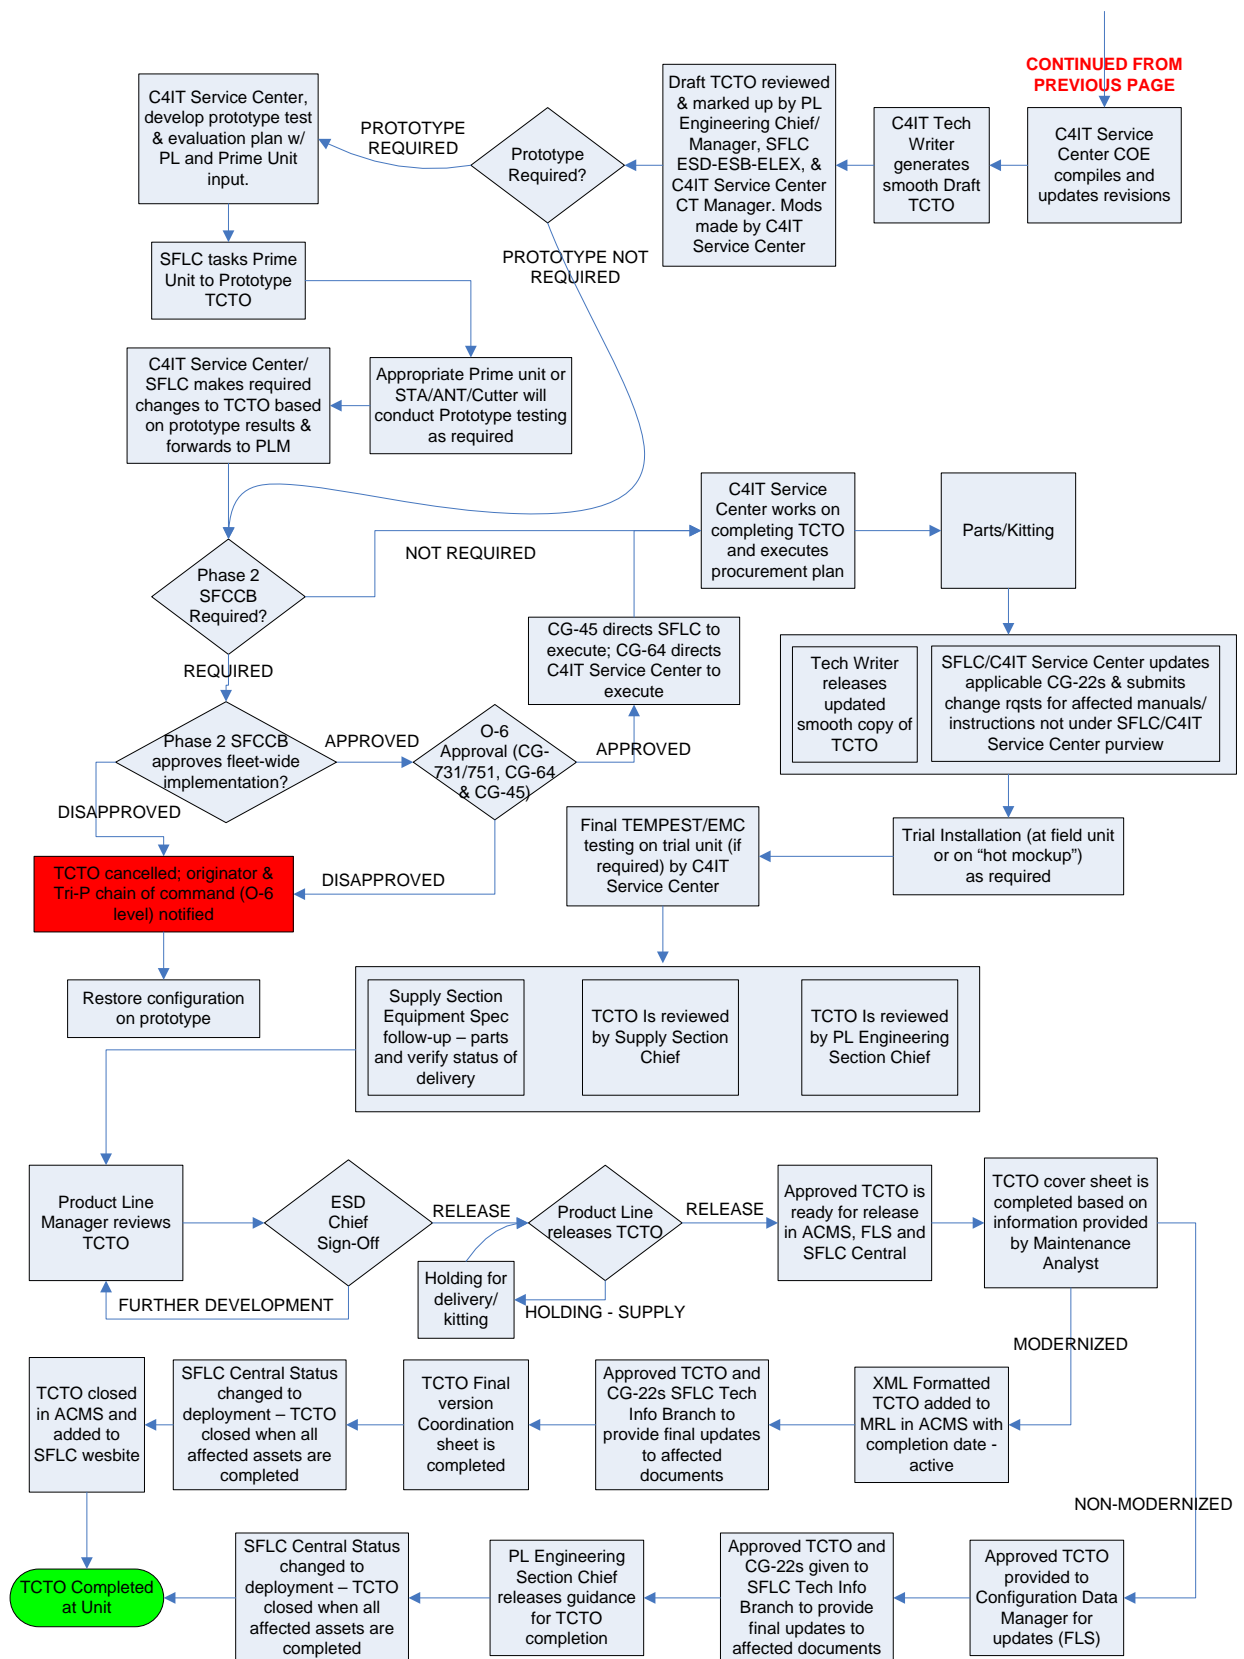 CONTINUED FROM
PREVIOUS PAGE
C4IT Service
Center COE
compiles and
updates revisions
C4IT Tech
Writer
generates
smooth Draft
TCTO
Draft TCTO reviewed
& marked up by PL
Engineering Chief/
Manager, SFLC
ESD-ESB-ELEX, &
C4IT Service Center
CT Manager. Mods
made by C4IT
Service Center
Prototype
Required?
PROTOTYPE
REQUIRED
C4IT Service Center,
develop prototype test
& evaluation plan w/
PL and Prime Unit
input.
PROTOTYPE NOT
REQUIRED
SFLC tasks Prime
Unit to Prototype
TCTO
Appropriate Prime unit or
STA/ANT/Cutter will
conduct Prototype testing
as required
C4IT Service Center/
SFLC makes required
changes to TCTO based
on prototype results &
forwards to PLM
Phase 2
SFCCB
Required?
NOT REQUIRED
REQUIRED
C4IT Service
Center works on
completing TCTO
and executes
procurement plan
Parts/Kitting
CG-45 directs SFLC to
execute; CG-64 directs
C4IT Service Center to
execute
Phase 2 SFCCB
approves fleet-wide
implementation?
APPROVED
O-6
Approval (CG-
731/751, CG-64
& CG-45)
APPROVED
DISAPPROVED
DISAPPROVED
TCTO cancelled; originator &
Tri-P chain of command (O-6
level) notified
Restore configuration
on prototype
Tech Writer
releases
updated
smooth copy of
TCTO
SFLC/C4IT Service Center updates
applicable CG-22s & submits
change rqsts for affected manuals/
instructions not under SFLC/C4IT
Service Center purview
Trial Installation (at field unit
or on “hot mockup”)
as required
Final TEMPEST/EMC
testing on trial unit (if
required) by C4IT
Service Center
Supply Section
Equipment Spec
follow-up – parts
and verify status of
delivery
TCTO Is reviewed
by Supply Section
Chief
TCTO Is reviewed
by PL Engineering
Section Chief
Product Line
Manager reviews
TCTO
ESD
Chief
Sign-Off
RELEASE
FURTHER DEVELOPMENT
Product Line
releases TCTO
Holding for
delivery/
kitting
HOLDING - SUPPLY
RELEASE
Approved TCTO is
ready for release
in ACMS, FLS and
SFLC Central
TCTO cover sheet is
completed based on
information provided
by Maintenance
Analyst
MODERNIZED
XML Formatted
TCTO added to
MRL in ACMS with
completion date -
active
Approved TCTO and
CG-22s SFLC Tech
Info Branch to
provide final updates
to affected
documents
TCTO Final
version
Coordination
sheet is
completed
SFLC Central Status
changed to
deployment – TCTO
closed when all
affected assets are
completed
TCTO closed
in ACMS and
added to
SFLC wesbite
NON-MODERNIZED
Approved TCTO
provided to
Configuration Data
Manager for
updates (FLS)
Approved TCTO and
CG-22s given to
SFLC Tech Info
Branch to provide
final updates to
affected documents
PL Engineering
Section Chief
releases guidance
for TCTO
completion
SFLC Central Status
changed to
deployment – TCTO
closed when all
affected assets are
completed
TCTO Completed
at Unit